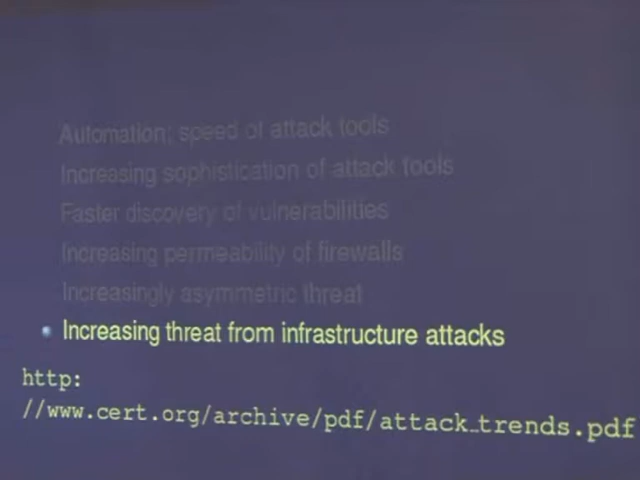 Automation; speed of attack tools
Increasing sophistication of attack tools
Faster discovery of vulnerabilities
Increasing permeability of firewalls
Increasingly asymmetric threat
Increasing threat from infrastructure attacks
http:
//www.cert.org/archive/pdf/attack_trends.pdf